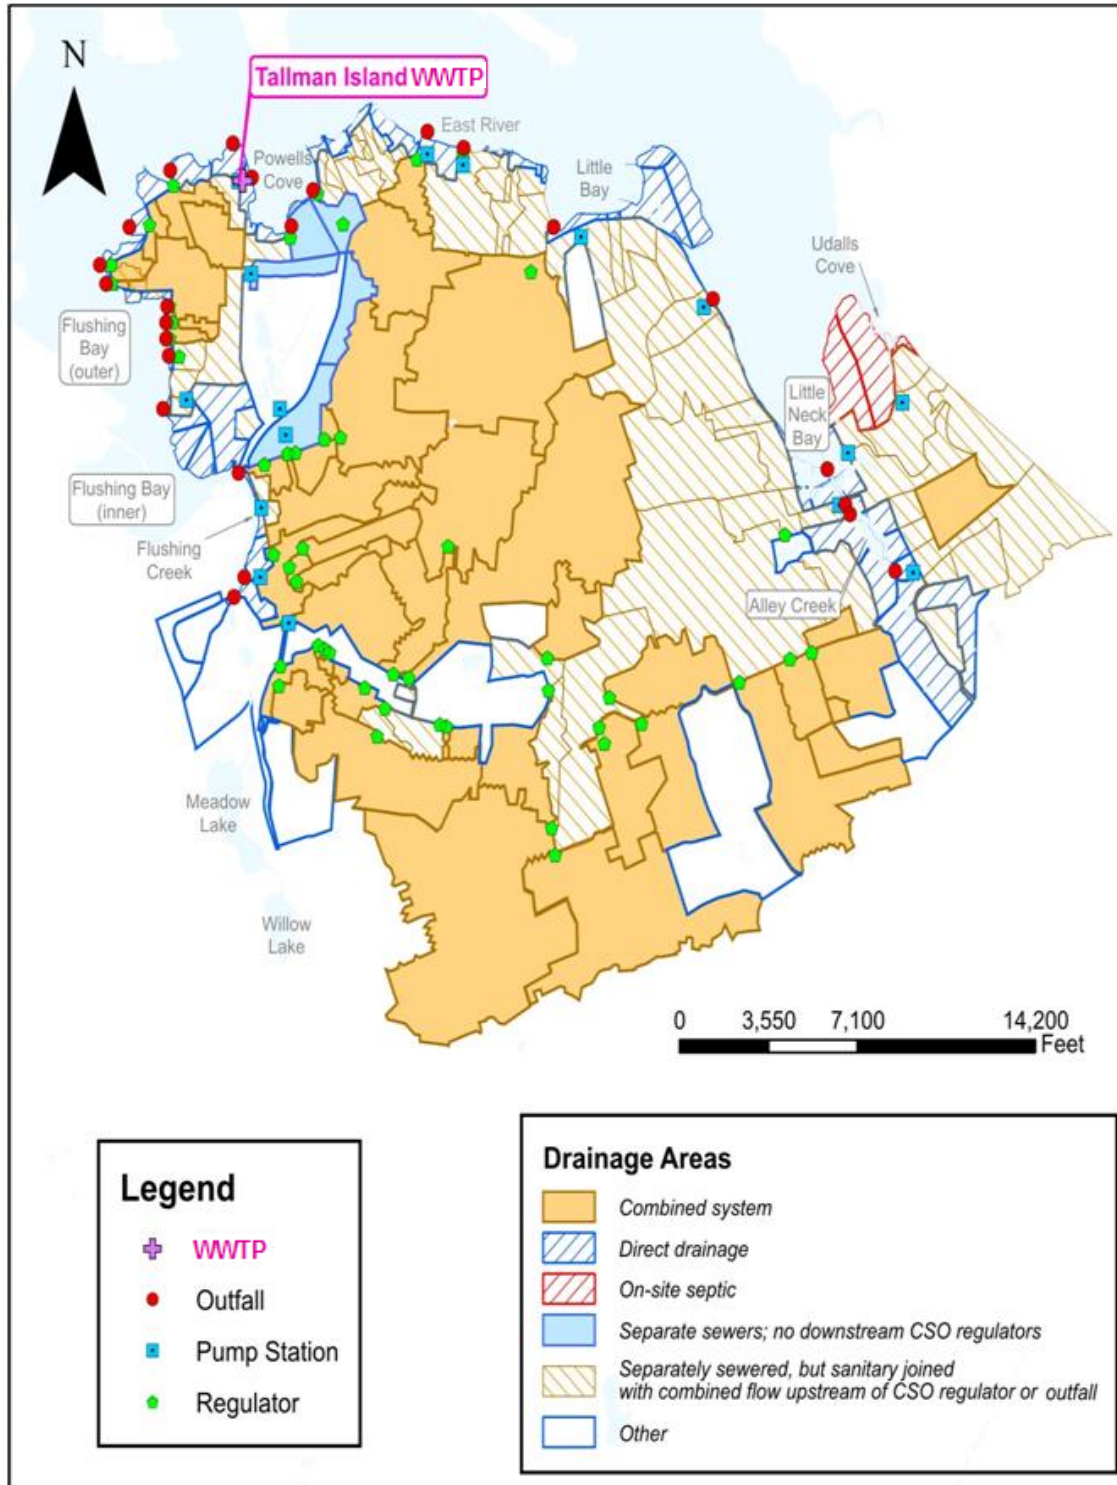 N
Tallman Island WWTP
East River
Powells
Cove
Little
Bay
Udalls
Cove
Flushing
Bay
(outer)
Little
Neck
Bay
Flushing Bay
(inner)
Flushing
Creek
Alley Creek
Meadow
Lake
Willow
Lake
0 3,550 7,100 14,200
Feet
Legend
WWTP
Outfall
Pump Station
Regulator
Drainage Areas
Combined system
Direct drainage
On-site septic
Separate sewers; no downstream CSO regulators
Separately sewered, but sanitary joined
with combined flow upstream of CSO regulator or outfall
Other